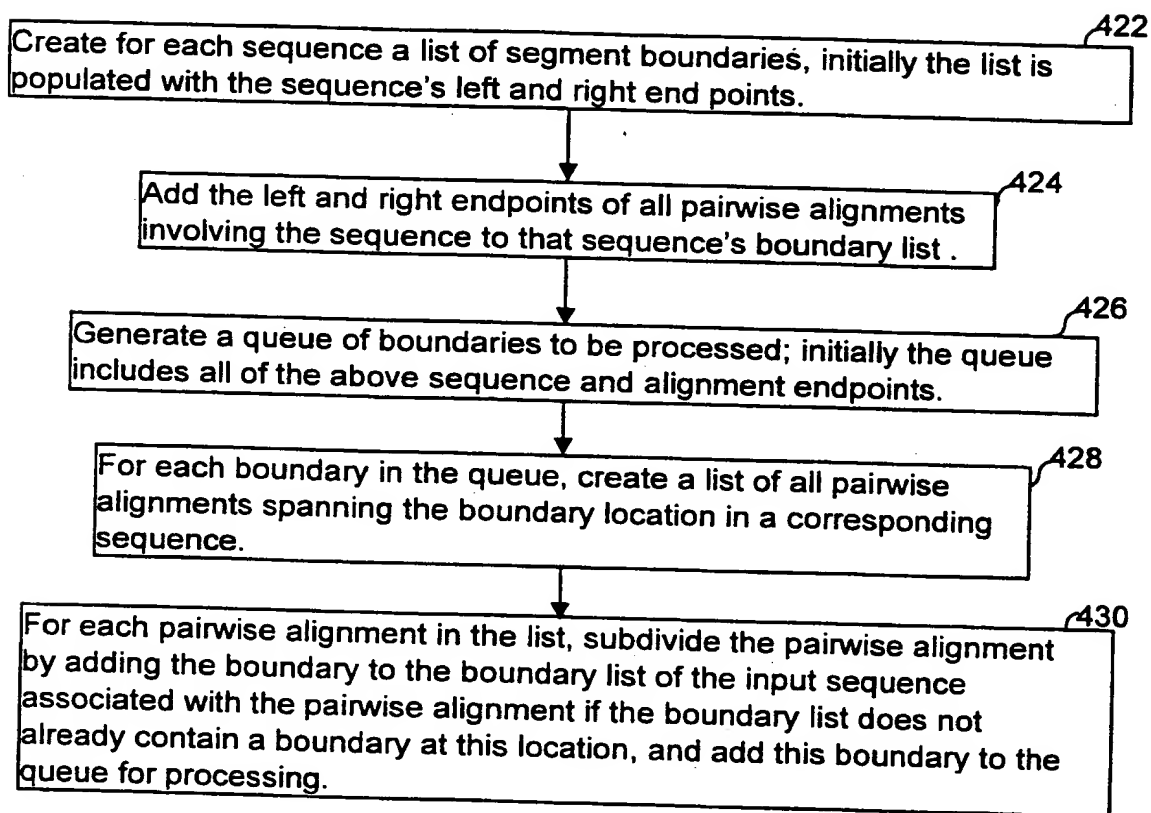 422
Create for each sequence a list of segment boundaries, initially the list is
populated with the sequence's left and right end points.
424
Add the left and right endpoints of all pairwise alignments
involving the sequence to that sequence's boundary list .
426
Generate a queue of boundaries to be processed; initially the queue
includes all of the above sequence and alignment endpoints.
428
For each boundary in the queue, create a list of all pairwise
alignments spanning the boundary location in a corresponding
sequence.
430
For each pairwise alignment in the list, subdivide the pairwise alignment
by adding the boundary to the boundary list of the input sequence
associated with the pairwise alignment if the boundary list does not
already contain a boundary at this location, and add this boundary to the
queue for processing.